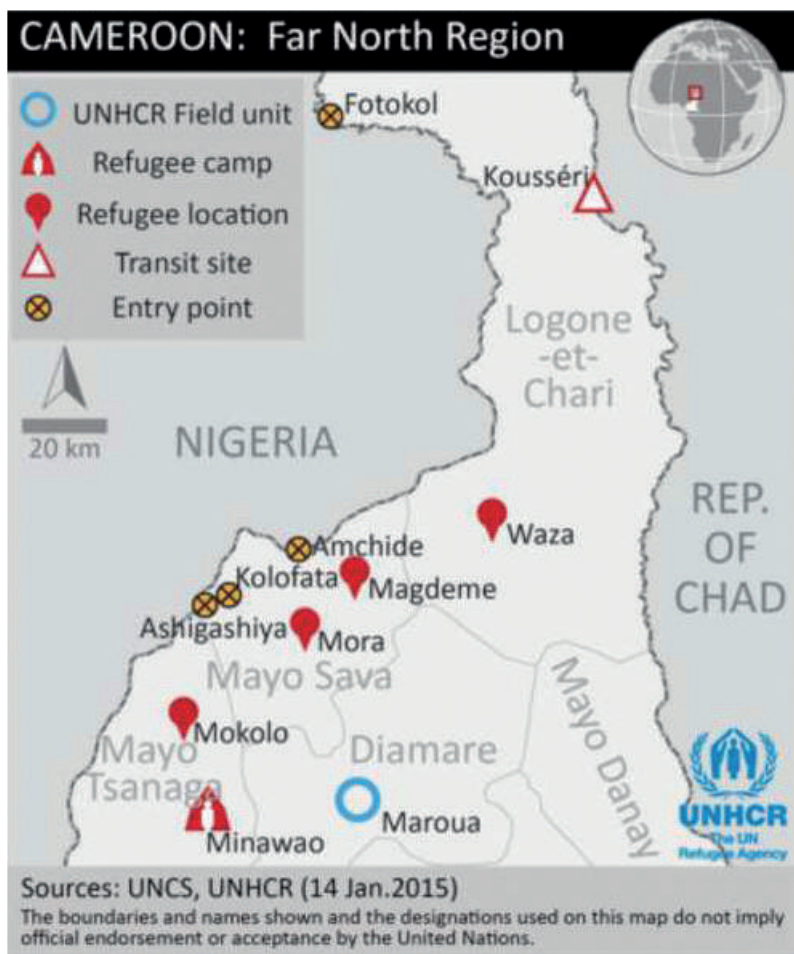 CAMEROON: Far North Region
UNHCR Field unit
Refugee camp
Refugee location
Transit site
Entry point
20 km
Fotokol
Kousséri
Logone
-et-
Chari
NIGERIA
REP.
OF
CHAD
Waza
Amchide
Kolofata
Magdeme
Ashigashiya
Mora
Mayo Sava
Mokolo
Mayo
Tsanaga
Diamare
Mayo Danay
Minawao
Maroua
UNHCR
The UN
Refugee Agency
Sources: UNCS, UNHCR (14 Jan.2015)
The boundaries and names shown and the designations used on this map do not imply
official endorsement or acceptance by the United Nations.